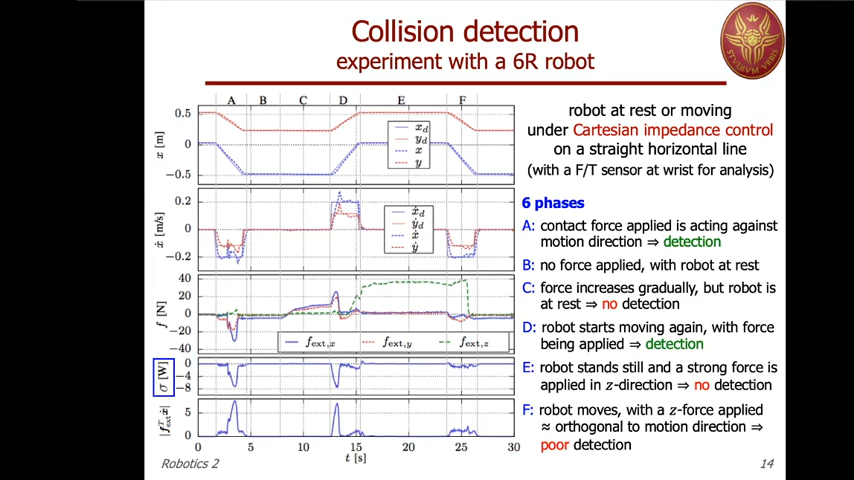 Collision detection
experiment with a 6R robot
STVDIVM VRBIS
A B C D E F
0.5
0.0
−0.5
x [m]
x_d
y_d
x
y
0.2
0.0
−0.2
ẋ [m/s]
ẋ_d
ẏ_d
ẋ
ẏ
40
20
0
−20
−40
f [N]
f_ext,x f_ext,y f_ext,z
0
−4
−8
σ [W]
5
0
|f^T_ext ẋ|
0 5 10 15 20 25 30
t [s]
robot at rest or moving
under Cartesian impedance control
on a straight horizontal line
(with a F/T sensor at wrist for analysis)
6 phases
A: contact force applied is acting against
motion direction ⇒ detection
B: no force applied, with robot at rest
C: force increases gradually, but robot is
at rest ⇒ no detection
D: robot starts moving again, with force
being applied ⇒ detection
E: robot stands still and a strong force is
applied in z-direction ⇒ no detection
F: robot moves, with a z-force applied
≈ orthogonal to motion direction ⇒
poor detection
Robotics 2
14